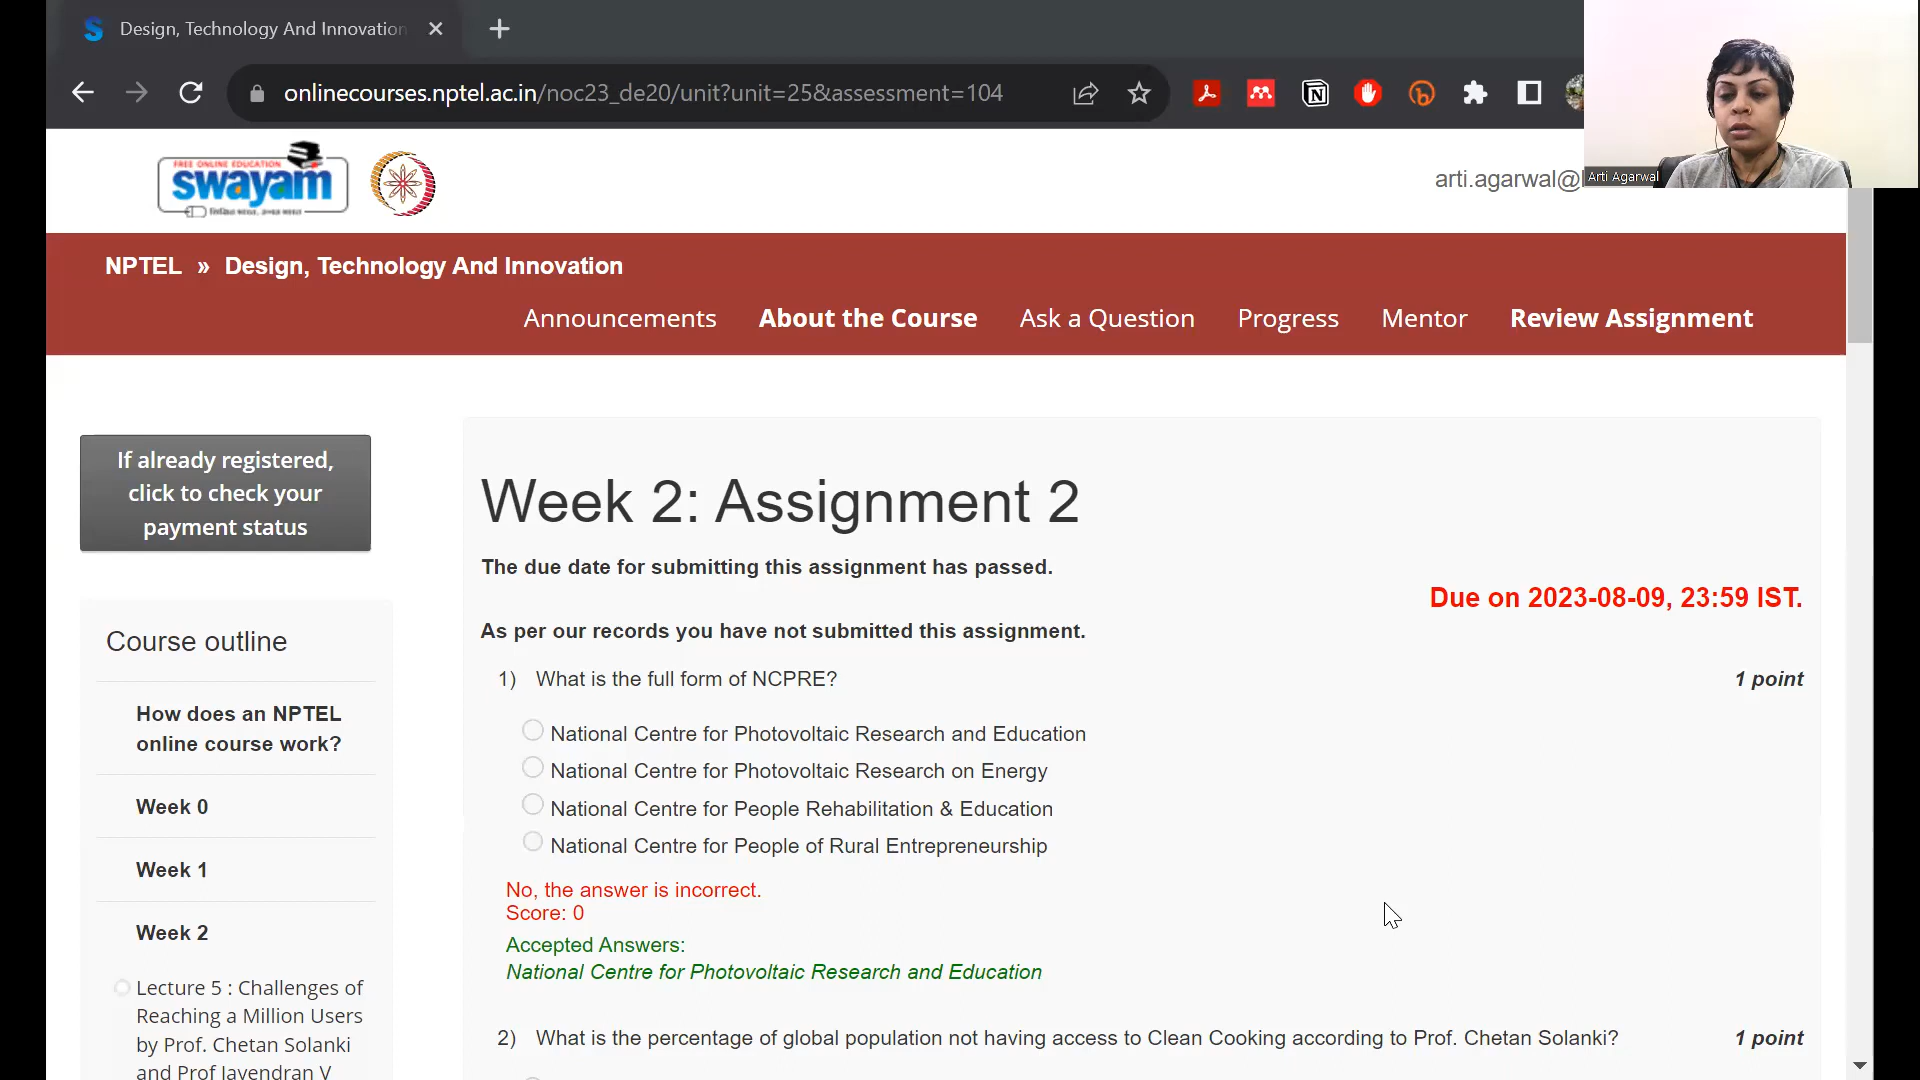 Design, Technology And Innovation
onlinecourses.nptel.ac.in/noc23_de20/unit?unit=25&assessment=104
FREE ONLINE EDUCATION
swayam
arti.agarwal@
Arti Agarwal
NPTEL » Design, Technology And Innovation
Announcements About the Course Ask a Question Progress Mentor Review Assignment
If already registered,
click to check your
payment status
Course outline
How does an NPTEL
online course work?
Week 0
Week 1
Week 2
Lecture 5 : Challenges of
Reaching a Million Users
by Prof. Chetan Solanki
and Prof Jayendran V
Week 2: Assignment 2
The due date for submitting this assignment has passed.
Due on 2023-08-09, 23:59 IST.
As per our records you have not submitted this assignment.
1) What is the full form of NCPRE? 1 point
National Centre for Photovoltaic Research and Education
National Centre for Photovoltaic Research on Energy
National Centre for People Rehabilitation & Education
National Centre for People of Rural Entrepreneurship
No, the answer is incorrect.
Score: 0
Accepted Answers:
National Centre for Photovoltaic Research and Education
2) What is the percentage of global population not having access to Clean Cooking according to Prof. Chetan Solanki? 1 point